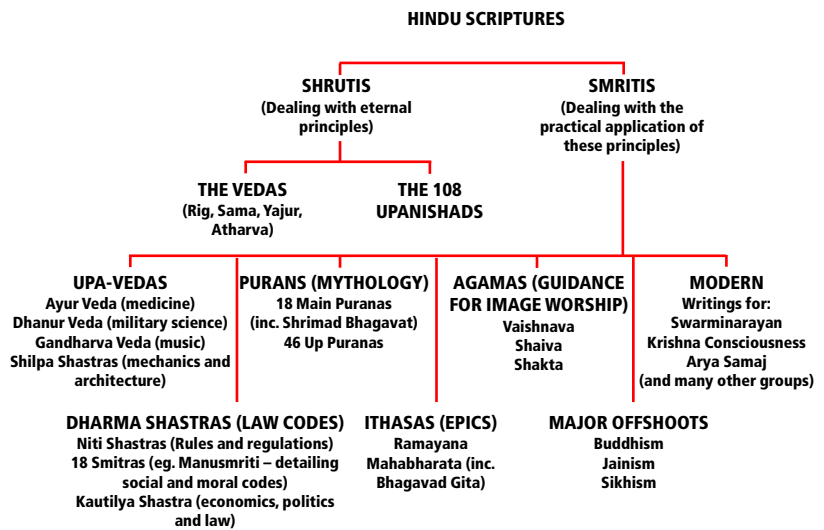 HINDU SCRIPTURES
SHRUTIS
(Dealing with eternal
principles)
SMRITIS
(Dealing with the
practical application of
these principles)
THE VEDAS
(Rig, Sama, Yajur,
Atharva)
THE 108
UPANISHADS
UPA-VEDAS
Ayur Veda (medicine)
Dhanur Veda (military science)
Gandharva Veda (music)
Shilpa Shastras (mechanics and
architecture)
PURANS (MYTHOLOGY)
18 Main Puranas
(inc. Shrimad Bhagavat)
46 Up Puranas
AGAMAS (GUIDANCE
FOR IMAGE WORSHIP)
Vaishnava
Shaiva
Shakta
MODERN
Writings for:
Swarminarayan
Krishna Consciousness
Arya Samaj
(and many other groups)
DHARMA SHASTRAS (LAW CODES)
Niti Shastras (Rules and regulations)
18 Smitras (eg. Manusmriti – detailing
social and moral codes)
Kautilya Shastra (economics, politics
and law)
ITHASAS (EPICS)
Ramayana
Mahabharata (inc.
Bhagavad Gita)
MAJOR OFFSHOOTS
Buddhism
Jainism
Sikhism